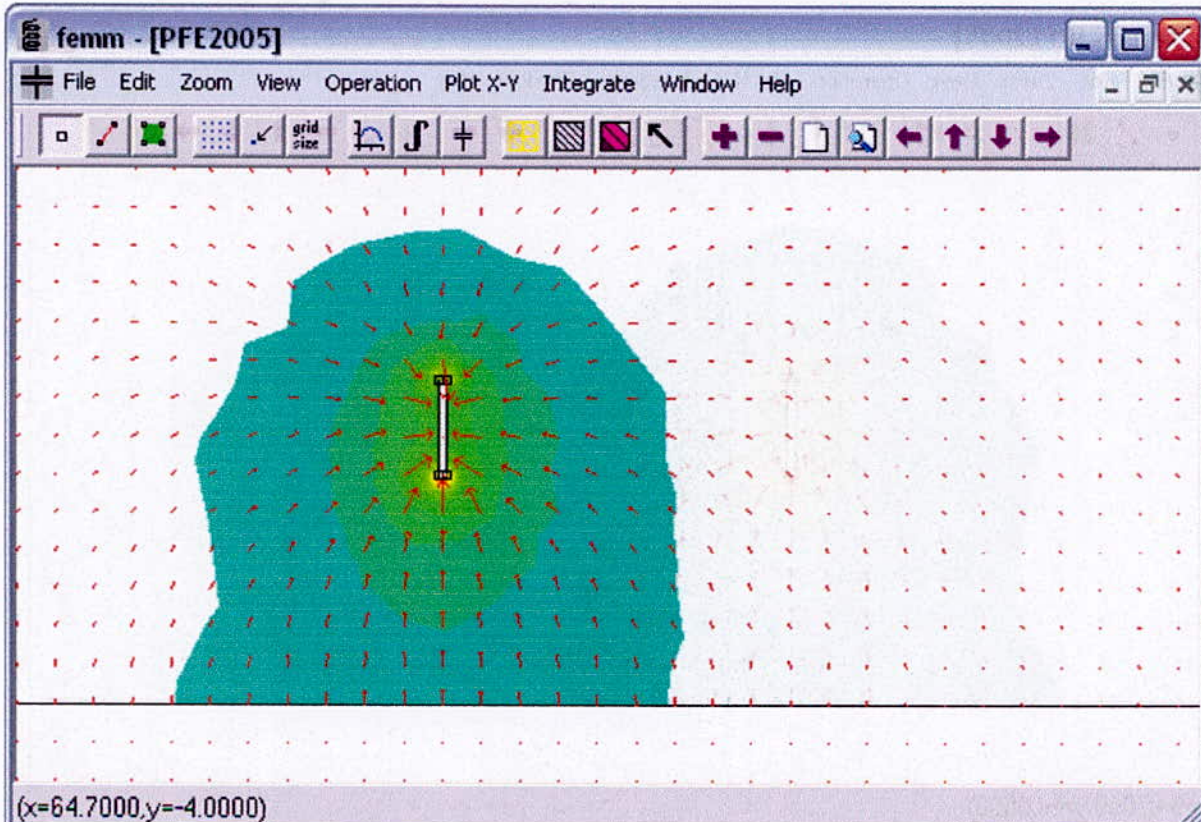 femm - [PFE2005]
File Edit Zoom View Operation Plot X-Y Integrate Window Help
grid
size
(x=64.7000,y=-4.0000)